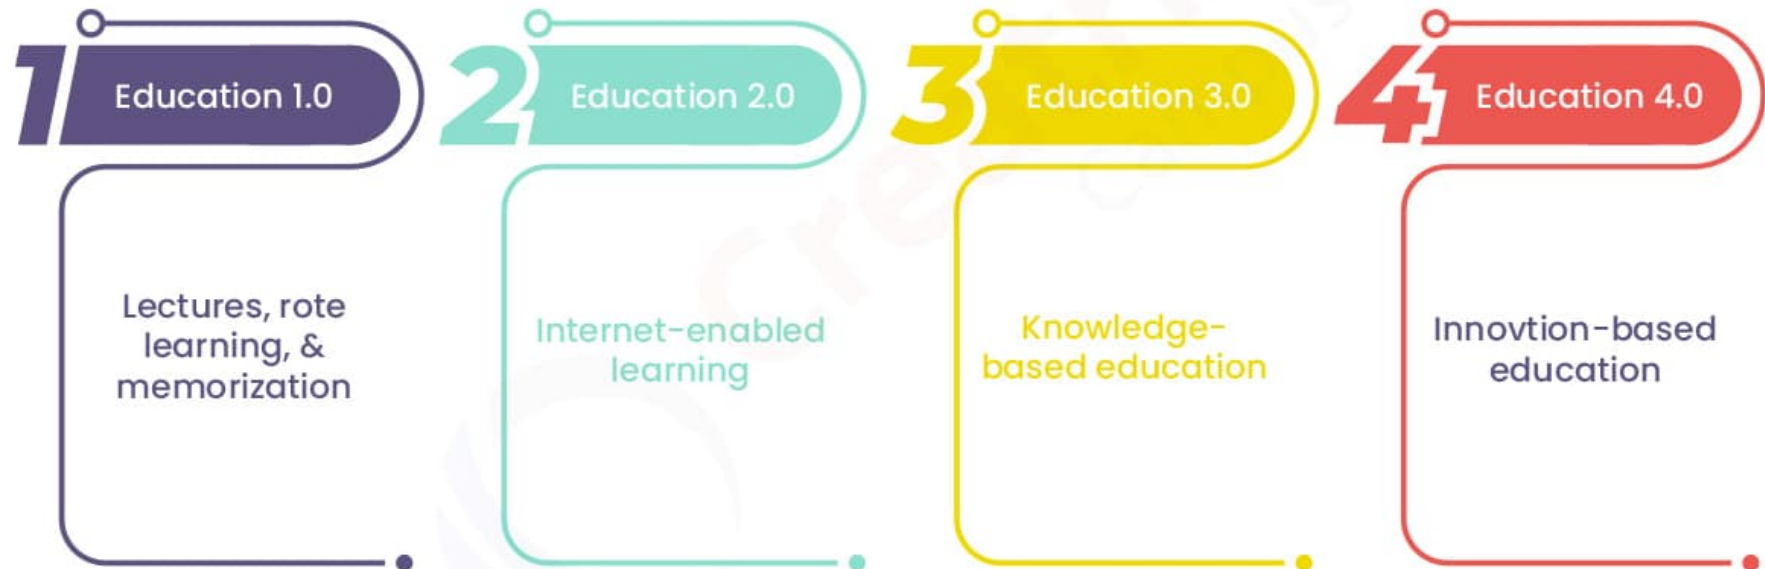 1 Education 1.0
Lectures, rote
learning, &
memorization
2 Education 2.0
Internet-enabled
learning
3 Education 3.0
Knowledge-
based education
4 Education 4.0
Innovtion-based
education